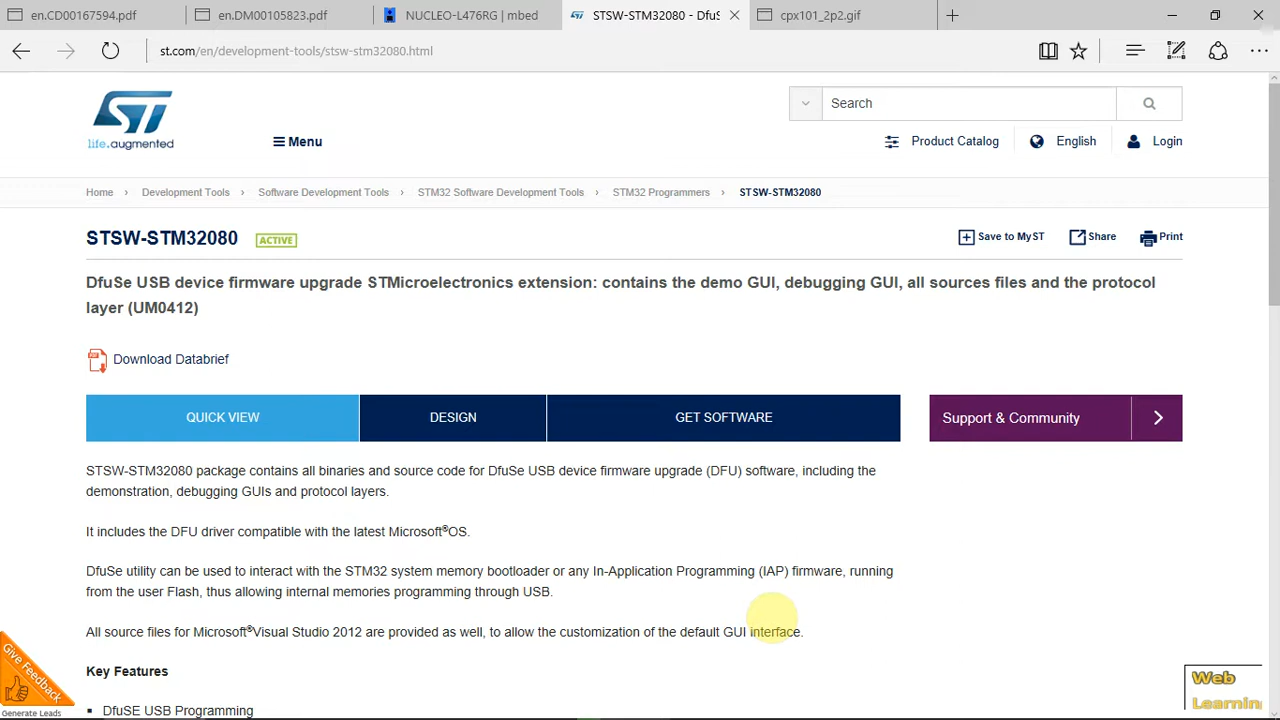 en.CD00167594.pdf
en.DM00105823.pdf
NUCLEO-L476RG | mbed
STSW-STM32080 - DfuS
cpx101_2p2.gif
st.com/en/development-tools/stsw-stm32080.html
ST
life.augmented
Menu
Search
Product Catalog
English
Login
Home › Development Tools › Software Development Tools › STM32 Software Development Tools › STM32 Programmers › STSW-STM32080
STSW-STM32080 ACTIVE
Save to MyST
Share
Print
DfuSe USB device firmware upgrade STMicroelectronics extension: contains the demo GUI, debugging GUI, all sources files and the protocol
layer (UM0412)
Download Databrief
QUICK VIEW
DESIGN
GET SOFTWARE
Support & Community
STSW-STM32080 package contains all binaries and source code for DfuSe USB device firmware upgrade (DFU) software, including the
demonstration, debugging GUIs and protocol layers.
It includes the DFU driver compatible with the latest Microsoft®OS.
DfuSe utility can be used to interact with the STM32 system memory bootloader or any In-Application Programming (IAP) firmware, running
from the user Flash, thus allowing internal memories programming through USB.
All source files for Microsoft®Visual Studio 2012 are provided as well, to allow the customization of the default GUI interface.
Key Features
▪ DfuSE USB Programming
Give Feedback
Generate Leads
Web
Learning